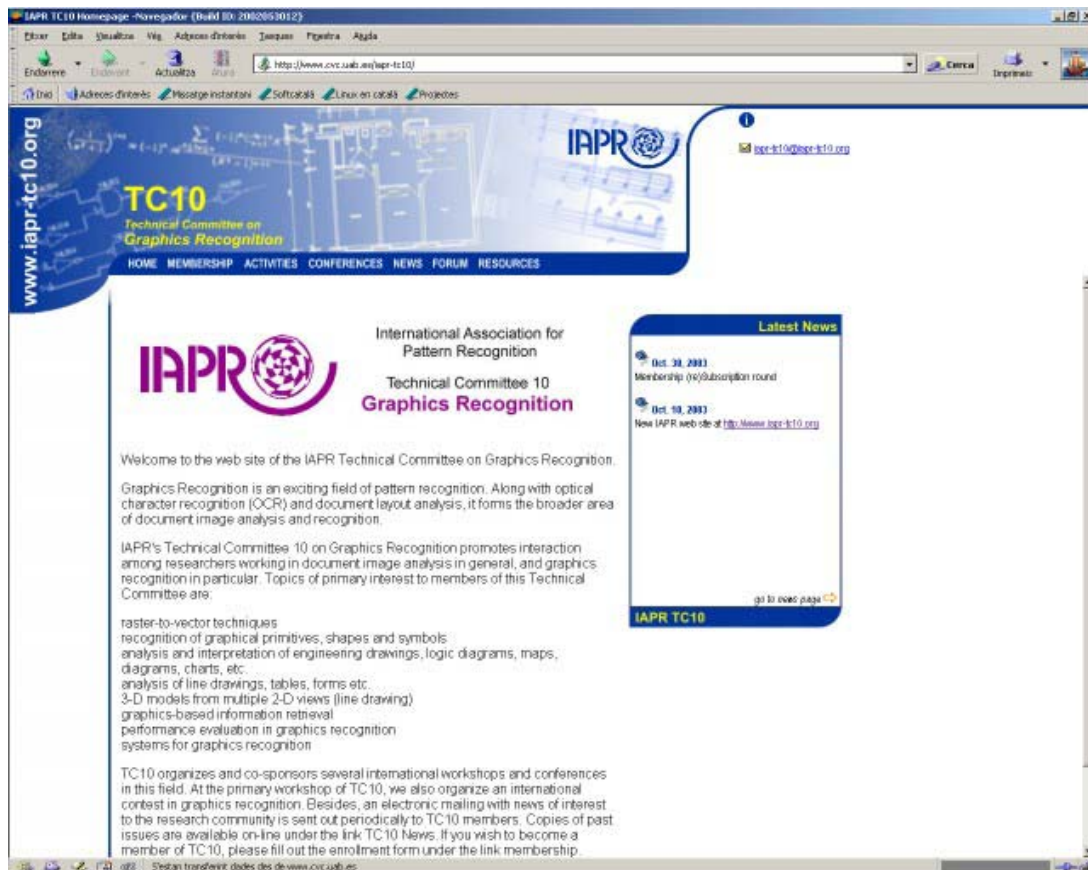 IAPR TC10 Homepage -Navegador {Build ID: 2002053012}
Fitxer Edita Visualitza Vés Adreces d'interès Tasques Finestra Ajuda
Endarrere Endavant Actualitza Atura http://www.cvc.uab.es/iapr-tc10/ Cerca Imprimeix
Inici Adreces d'interès Missatge instantani Softcatalà Linux en català Projectes
www.iapr-tc10.org
IAPR
iapr-tc10@iapr-tc10.org
TC10
Technical Committee on
Graphics Recognition
HOME MEMBERSHIP ACTIVITIES CONFERENCES NEWS FORUM RESOURCES
IAPR
International Association for
Pattern Recognition
Technical Committee 10
Graphics Recognition
Welcome to the web site of the IAPR Technical Committee on Graphics Recognition.
Graphics Recognition is an exciting field of pattern recognition. Along with optical
character recognition (OCR) and document layout analysis, it forms the broader area
of document image analysis and recognition.
IAPR's Technical Committee 10 on Graphics Recognition promotes interaction
among researchers working in document image analysis in general, and graphics
recognition in particular. Topics of primary interest to members of this Technical
Committee are:
raster-to-vector techniques
recognition of graphical primitives, shapes and symbols
analysis and interpretation of engineering drawings, logic diagrams, maps,
diagrams, charts, etc.
analysis of line drawings, tables, forms etc.
3-D models from multiple 2-D views (line drawing)
graphics-based information retrieval
performance evaluation in graphics recognition
systems for graphics recognition
TC10 organizes and co-sponsors several international workshops and conferences
in this field. At the primary workshop of TC10, we also organize an international
contest in graphics recognition. Besides, an electronic mailing with news of interest
to the research community is sent out periodically to TC10 members. Copies of past
issues are available on-line under the link TC10 News. If you wish to become a
member of TC10, please fill out the enrolment form under the link membership.
Latest News
Oct. 30, 2003
Membership (re)Subscription round
Oct. 10, 2003
New IAPR web site at http://www.iapr-tc10.org
go to news page
IAPR TC10
S'estan transferint dades des de www.cvc.uab.es